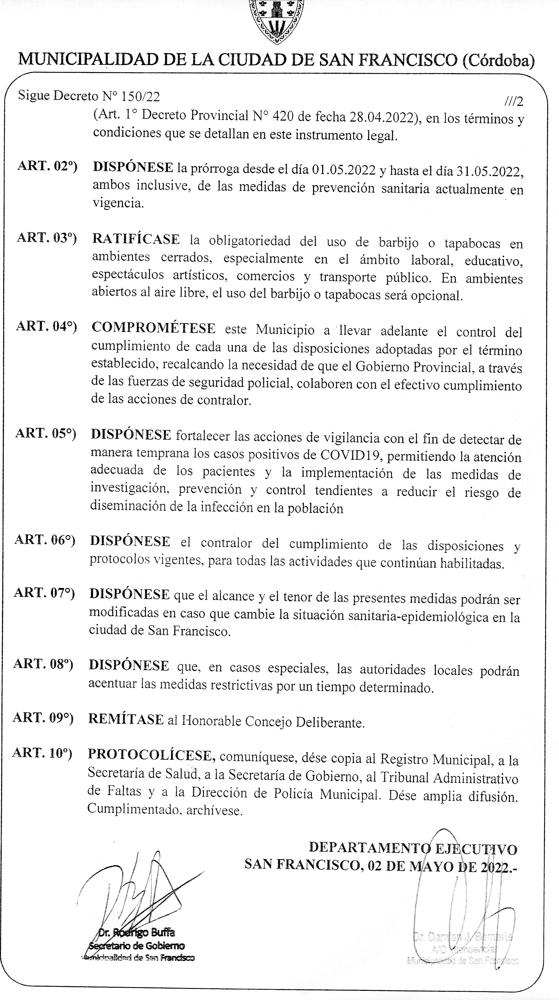 MUNICIPALIDAD DE LA CIUDAD DE SAN FRANCISCO (Córdoba)
Sigue Decreto Nº 150/22 ///2
(Art. 1° Decreto Provincial N° 420 de fecha 28.04.2022), en los términos y
condiciones que se detallan en este instrumento legal.
ART. 02º) DISPÓNESE la prórroga desde el día 01.05.2022 y hasta el día 31.05.2022,
ambos inclusive, de las medidas de prevención sanitaria actualmente en
vigencia.
ART. 03º) RATIFÍCASE la obligatoriedad del uso de barbijo o tapabocas en
ambientes cerrados, especialmente en el ámbito laboral, educativo,
espectáculos artísticos, comercios y transporte público. En ambientes
abiertos al aire libre, el uso del barbijo o tapabocas será opcional.
ART. 04°) COMPROMÉTESE este Municipio a llevar adelante el control del
cumplimiento de cada una de las disposiciones adoptadas por el término
establecido, recalcando la necesidad de que el Gobierno Provincial, a través
de las fuerzas de seguridad policial, colaboren con el efectivo cumplimiento
de las acciones de contralor.
ART. 05°) DISPÓNESE fortalecer las acciones de vigilancia con el fin de detectar de
manera temprana los casos positivos de COVID19, permitiendo la atención
adecuada de los pacientes y la implementación de las medidas de
investigación, prevención y control tendientes a reducir el riesgo de
diseminación de la infección en la población
ART. 06°) DISPÓNESE el contralor del cumplimiento de las disposiciones y
protocolos vigentes, para todas las actividades que continúan habilitadas.
ART. 07°) DISPÓNESE que el alcance y el tenor de las presentes medidas podrán ser
modificadas en caso que cambie la situación sanitaria-epidemiológica en la
ciudad de San Francisco.
ART. 08º) DISPÓNESE que, en casos especiales, las autoridades locales podrán
acentuar las medidas restrictivas por un tiempo determinado.
ART. 09°) REMÍTASE al Honorable Concejo Deliberante.
ART. 10º) PROTOCOLÍCESE, comuníquese, dése copia al Registro Municipal, a la
Secretaría de Salud, a la Secretaría de Gobierno, al Tribunal Administrativo
de Faltas y a la Dirección de Policía Municipal. Dése amplia difusión.
Cumplimentado, archívese.
DEPARTAMENTO EJECUTIVO
SAN FRANCISCO, 02 DE MAYO DE 2022.-
Dr. Rodrigo Buffa
Secretario de Gobierno
Municipalidad de San Francisco
Dr. Damian J. Bernarte
A/C Intendencia
Municipalidad de San Francisco